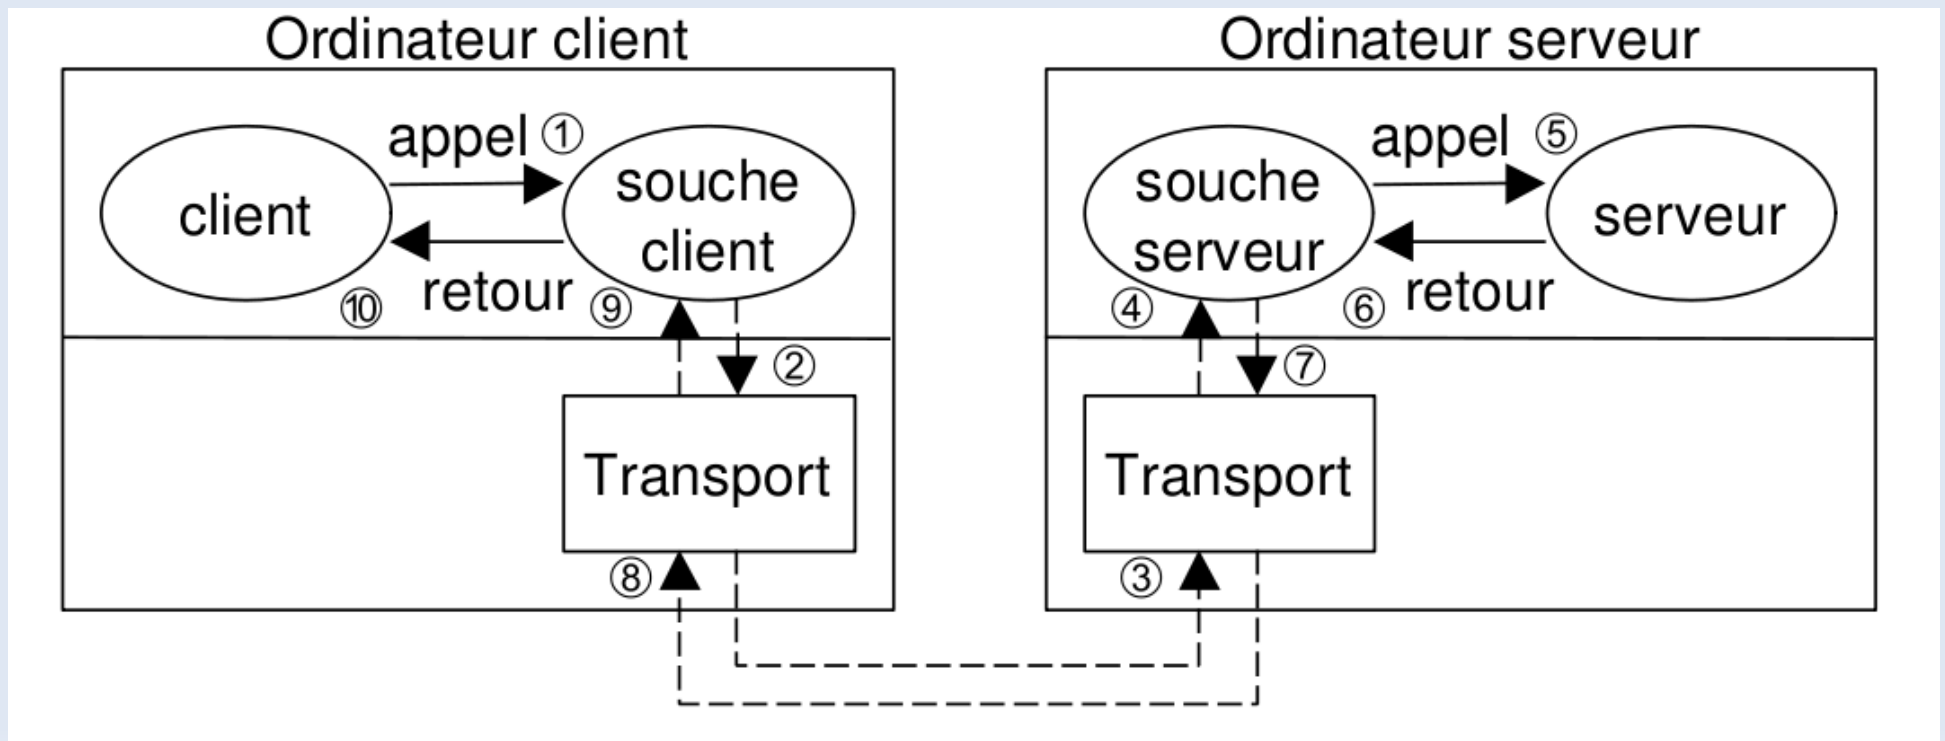 Ordinateur client
Ordinateur serveur
appel ①
client
souche
client
retour
⑩
⑨
②
Transport
⑧
appel ⑤
souche
serveur
serveur
④
⑥ retour
⑦
Transport
③